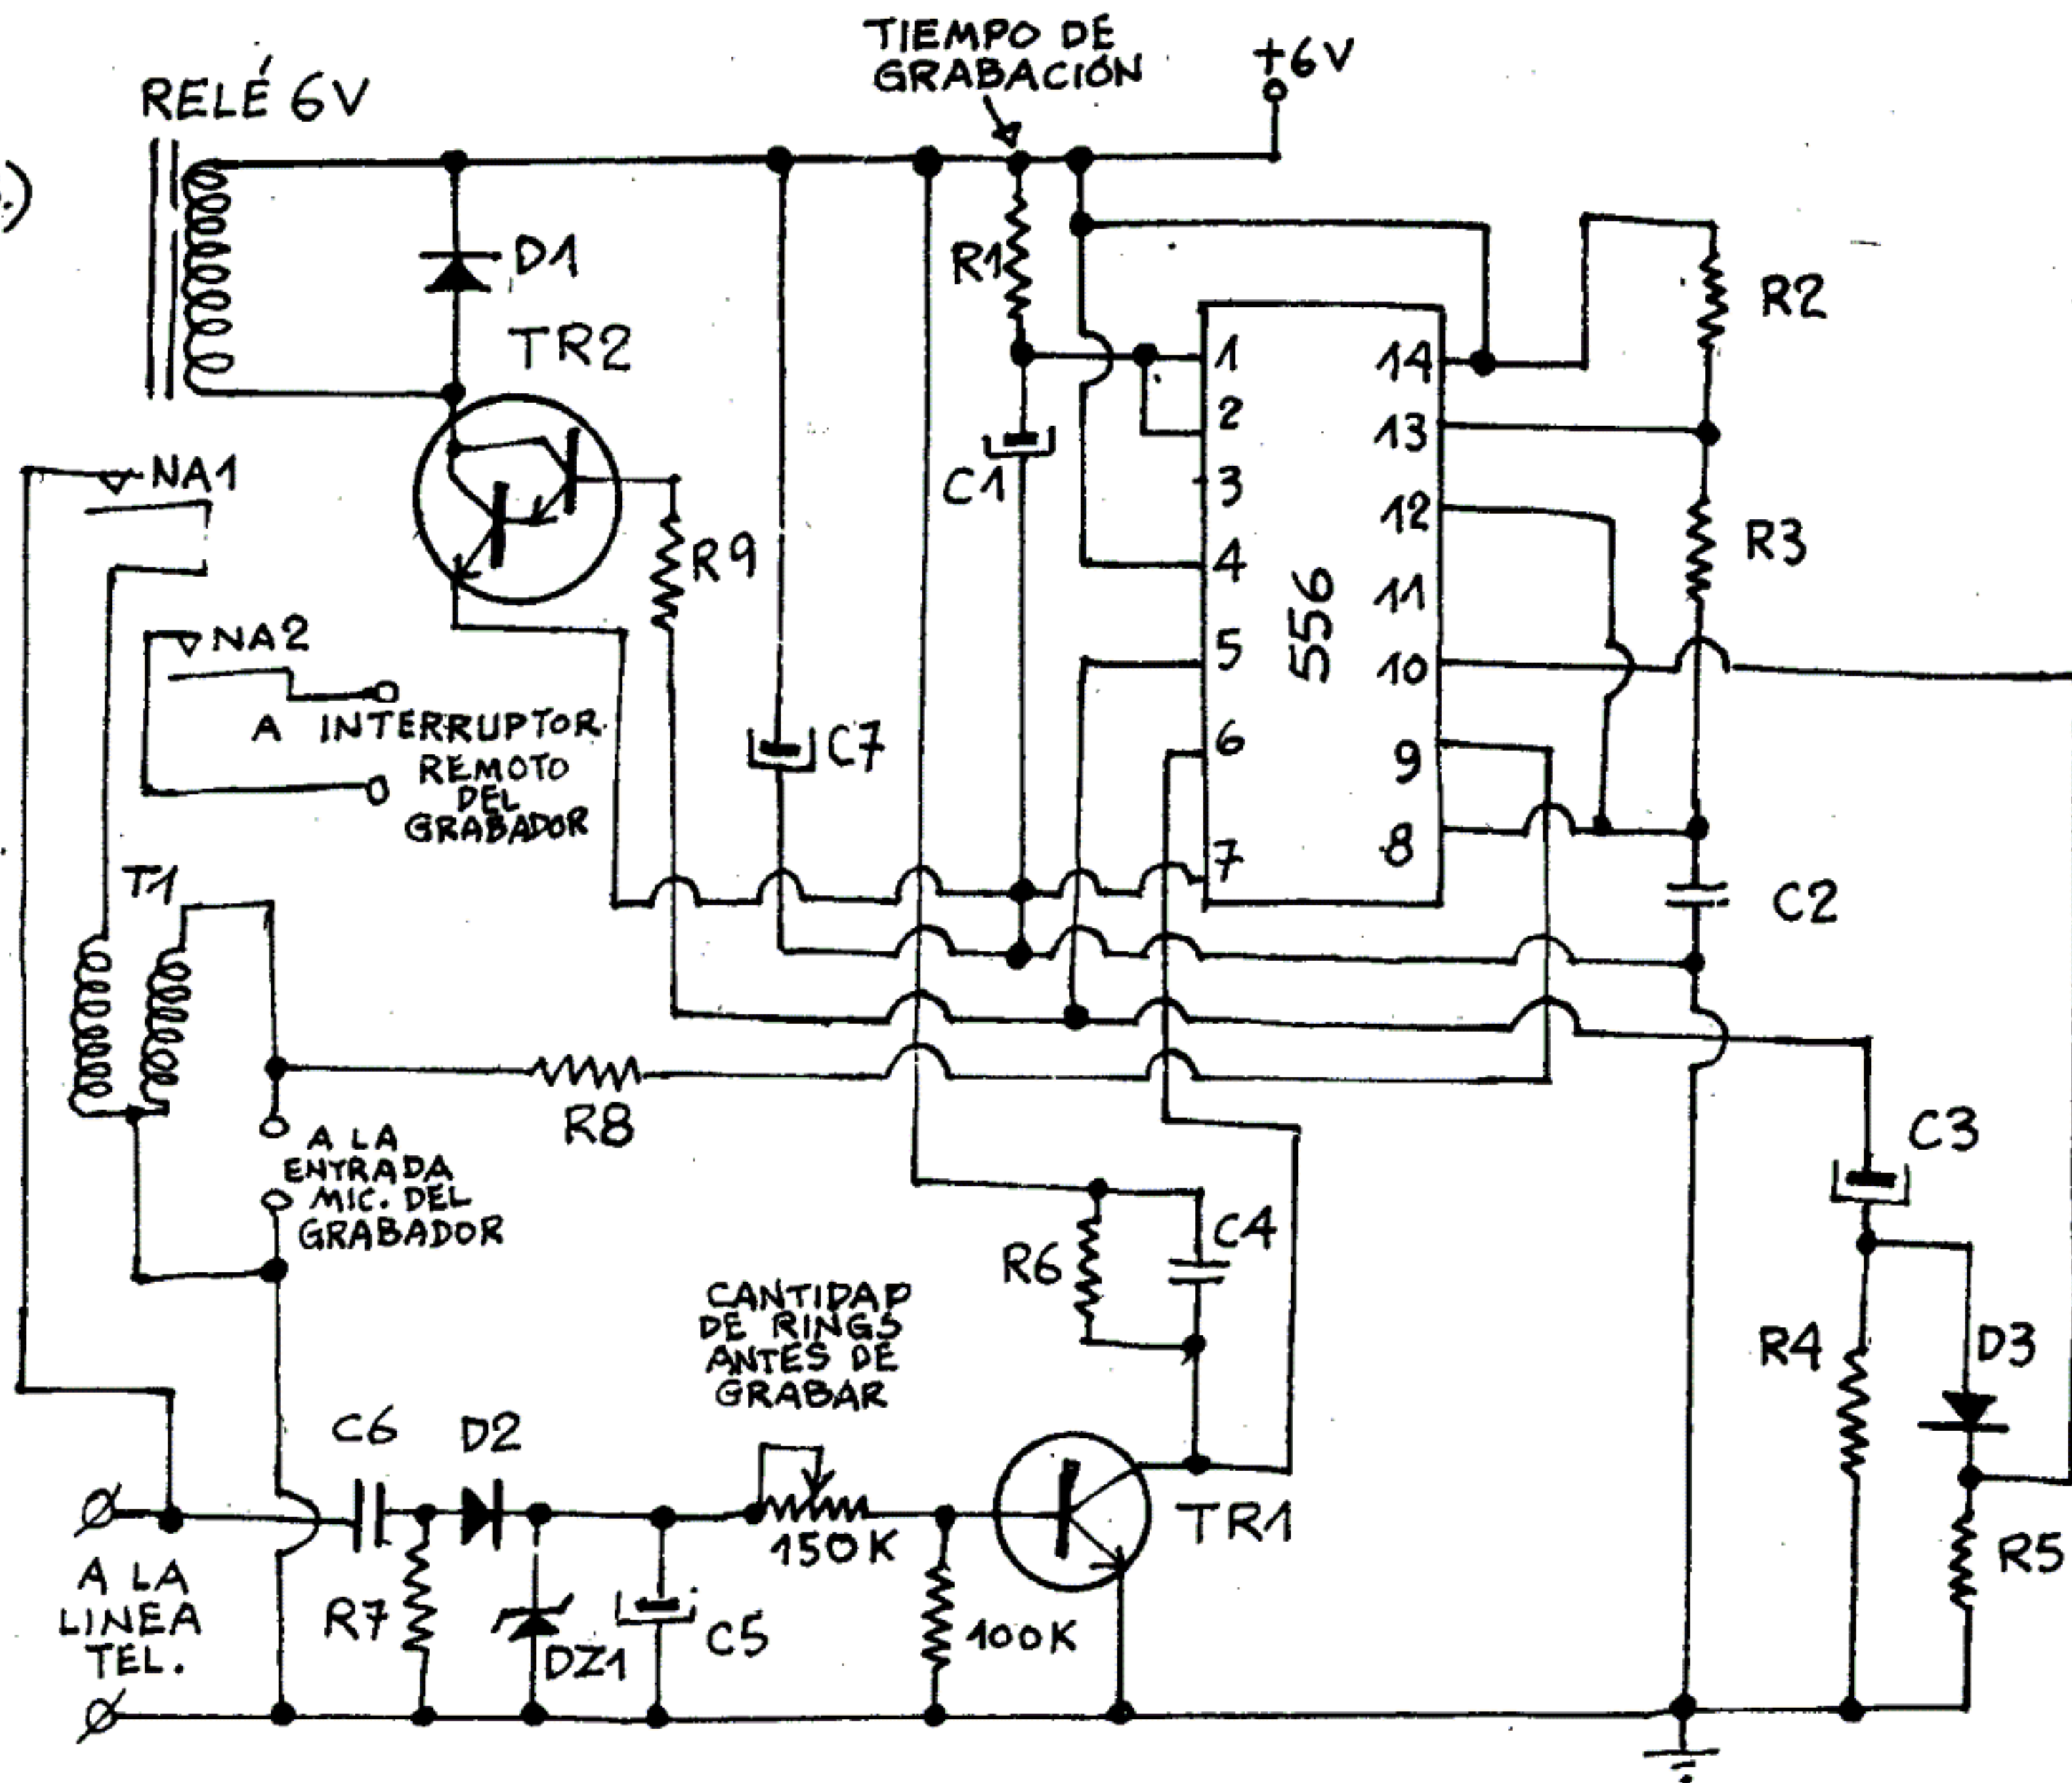 TIEMPO DE
GRABACIÓN
+6V
RELÉ 6V
.)
D1
R1
R2
TR2
1
14
2
13
NA1
C1
3
12
R3
R9
4
11
556
NA2
5
10
A INTERRUPTOR
REMOTO
DEL
GRABADOR
C7
6
9
7
8
T1
C2
R8
C3
A LA
ENTRADA
MIC. DEL
GRABADOR
C4
R6
CANTIDAD
DE RINGS
ANTES DE
GRABAR
R4
D3
C6
D2
TR1
150K
R5
A LA
LINEA
TEL.
R7
DZ1
C5
100K